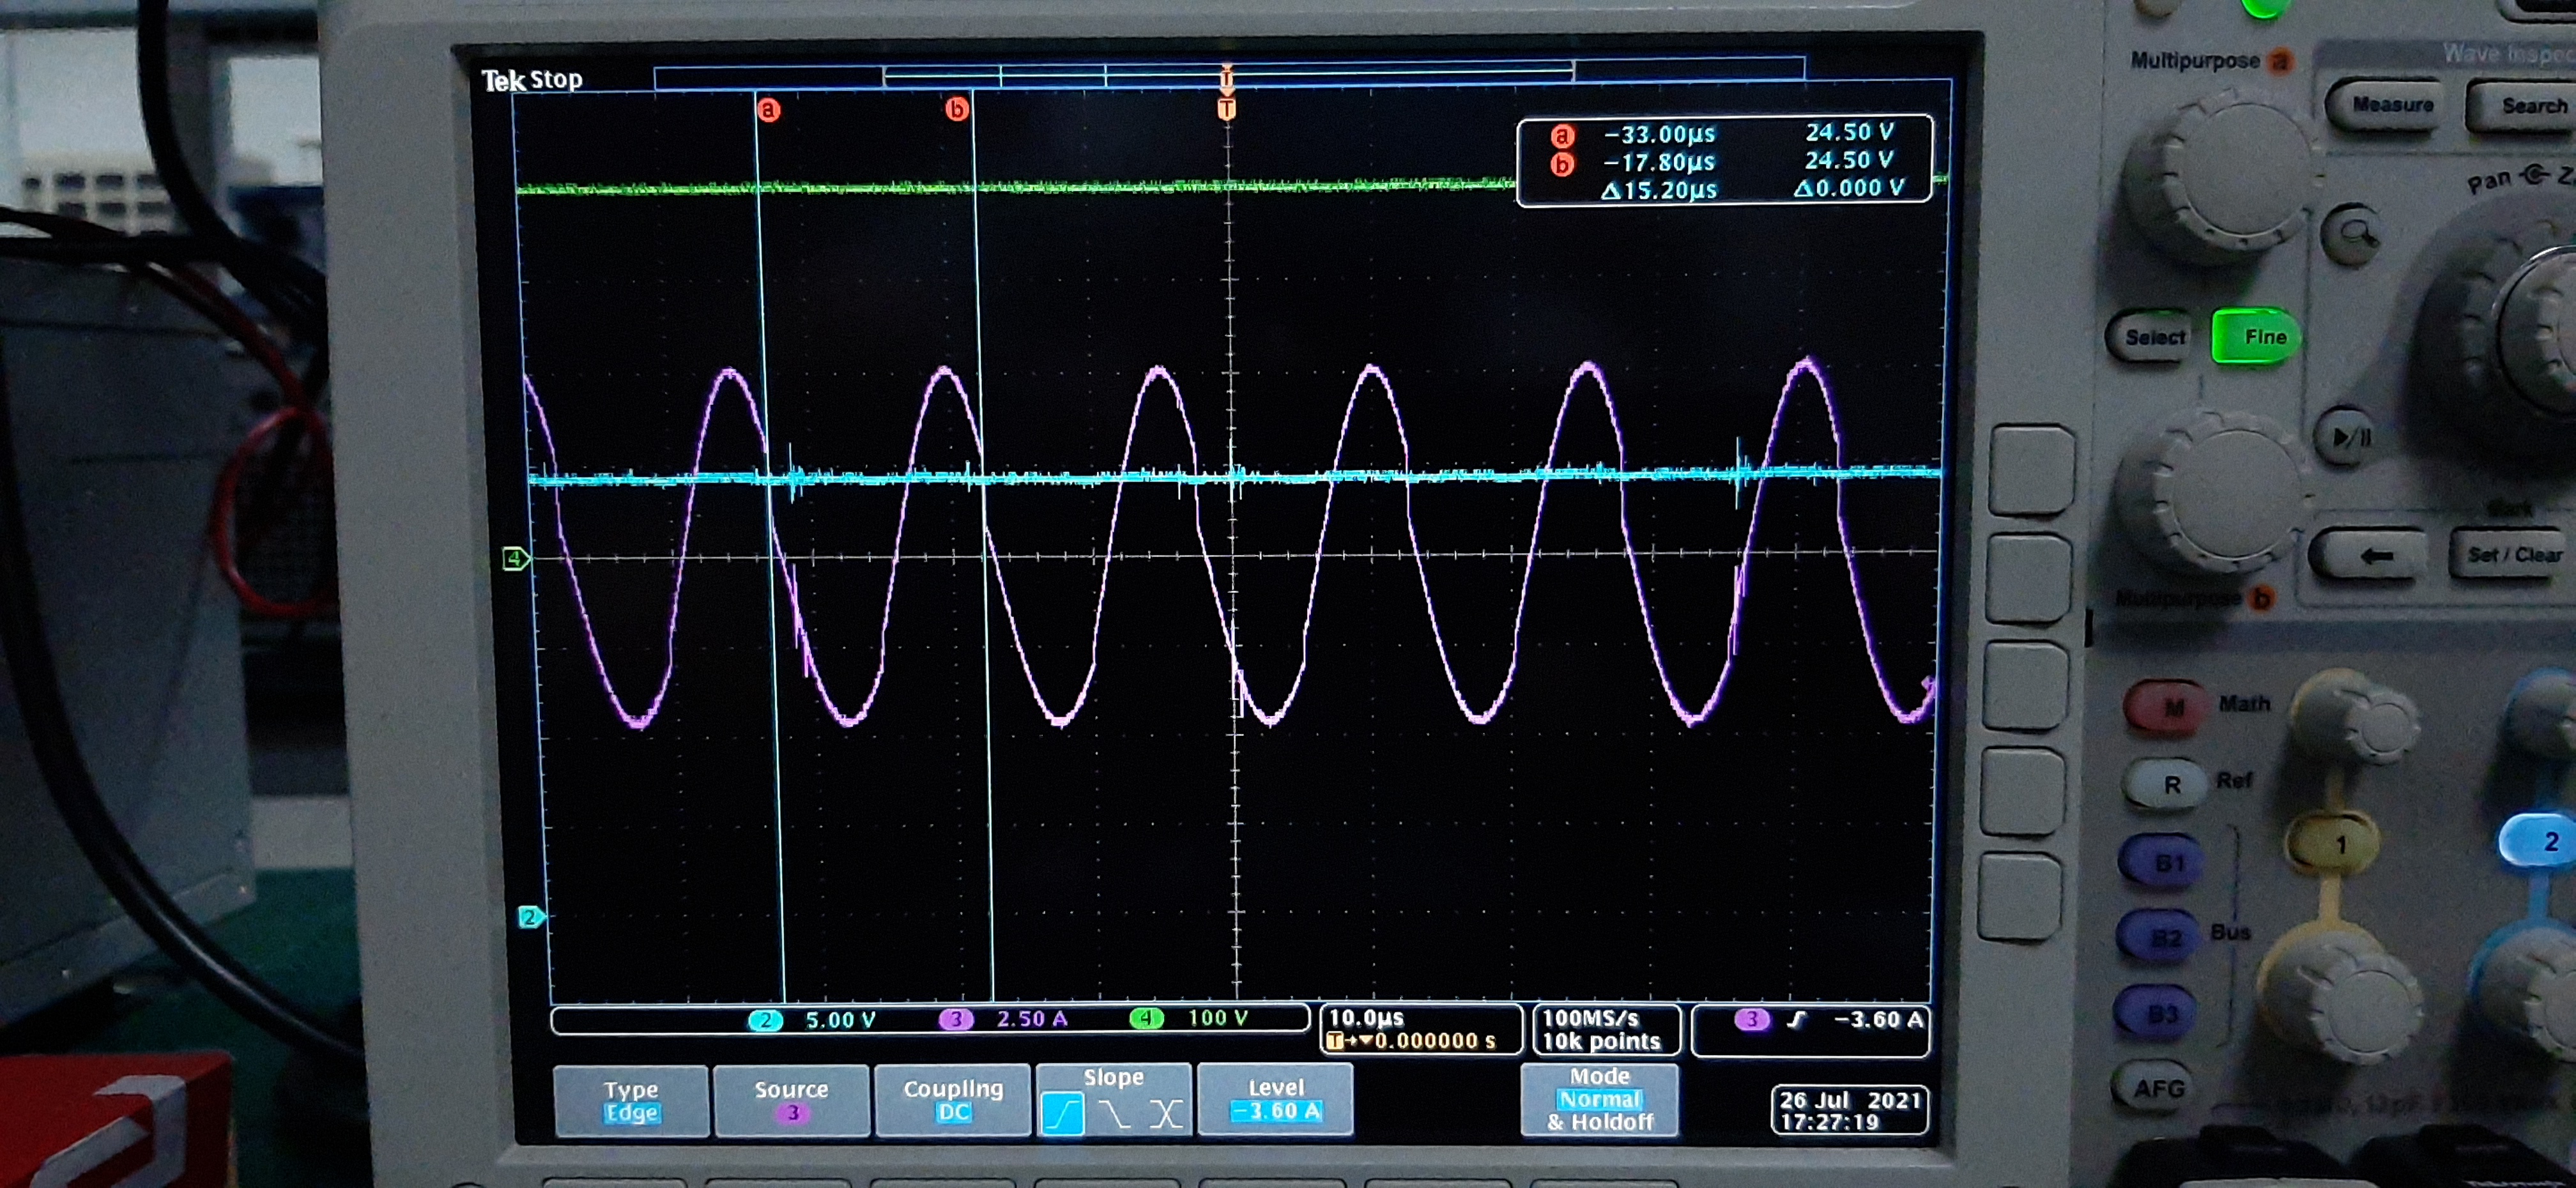 Tek Stop
T
T
a b
a −33.00µs 24.50 V
b −17.80µs 24.50 V
Δ15.20µs Δ0.000 V
4
2
2 5.00 V 3 2.50 A 4 100 V
10.0µs
T→▼0.000000 s
100MS/s
10k points
3 −3.60 A
Type
Edge
Source
3
Coupling
DC
Slope
Level
−3.60 A
Mode
Normal
& Holdoff
26 Jul 2021
17:27:19
Multipurpose a
Wave Inspec
Measure
Search
Pan
Select
Fine
Multipurpose b
Set / Clear
M Math
R Ref
B1
B2 Bus
B3
AFG
1
2